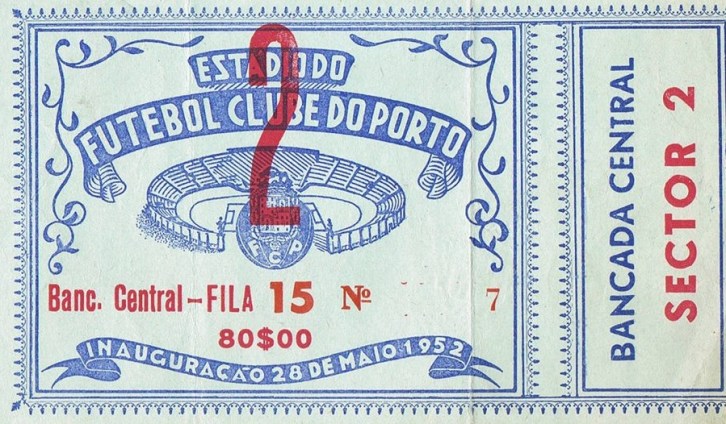 2
ESTADIO DO
FUTEBOL CLUBE DO PORTO
F C P
Banc. Central - FILA 15 Nº 7
80$00
INAUGURAÇÃO 28 DE MAIO 1952
BANCADA CENTRAL
SECTOR 2